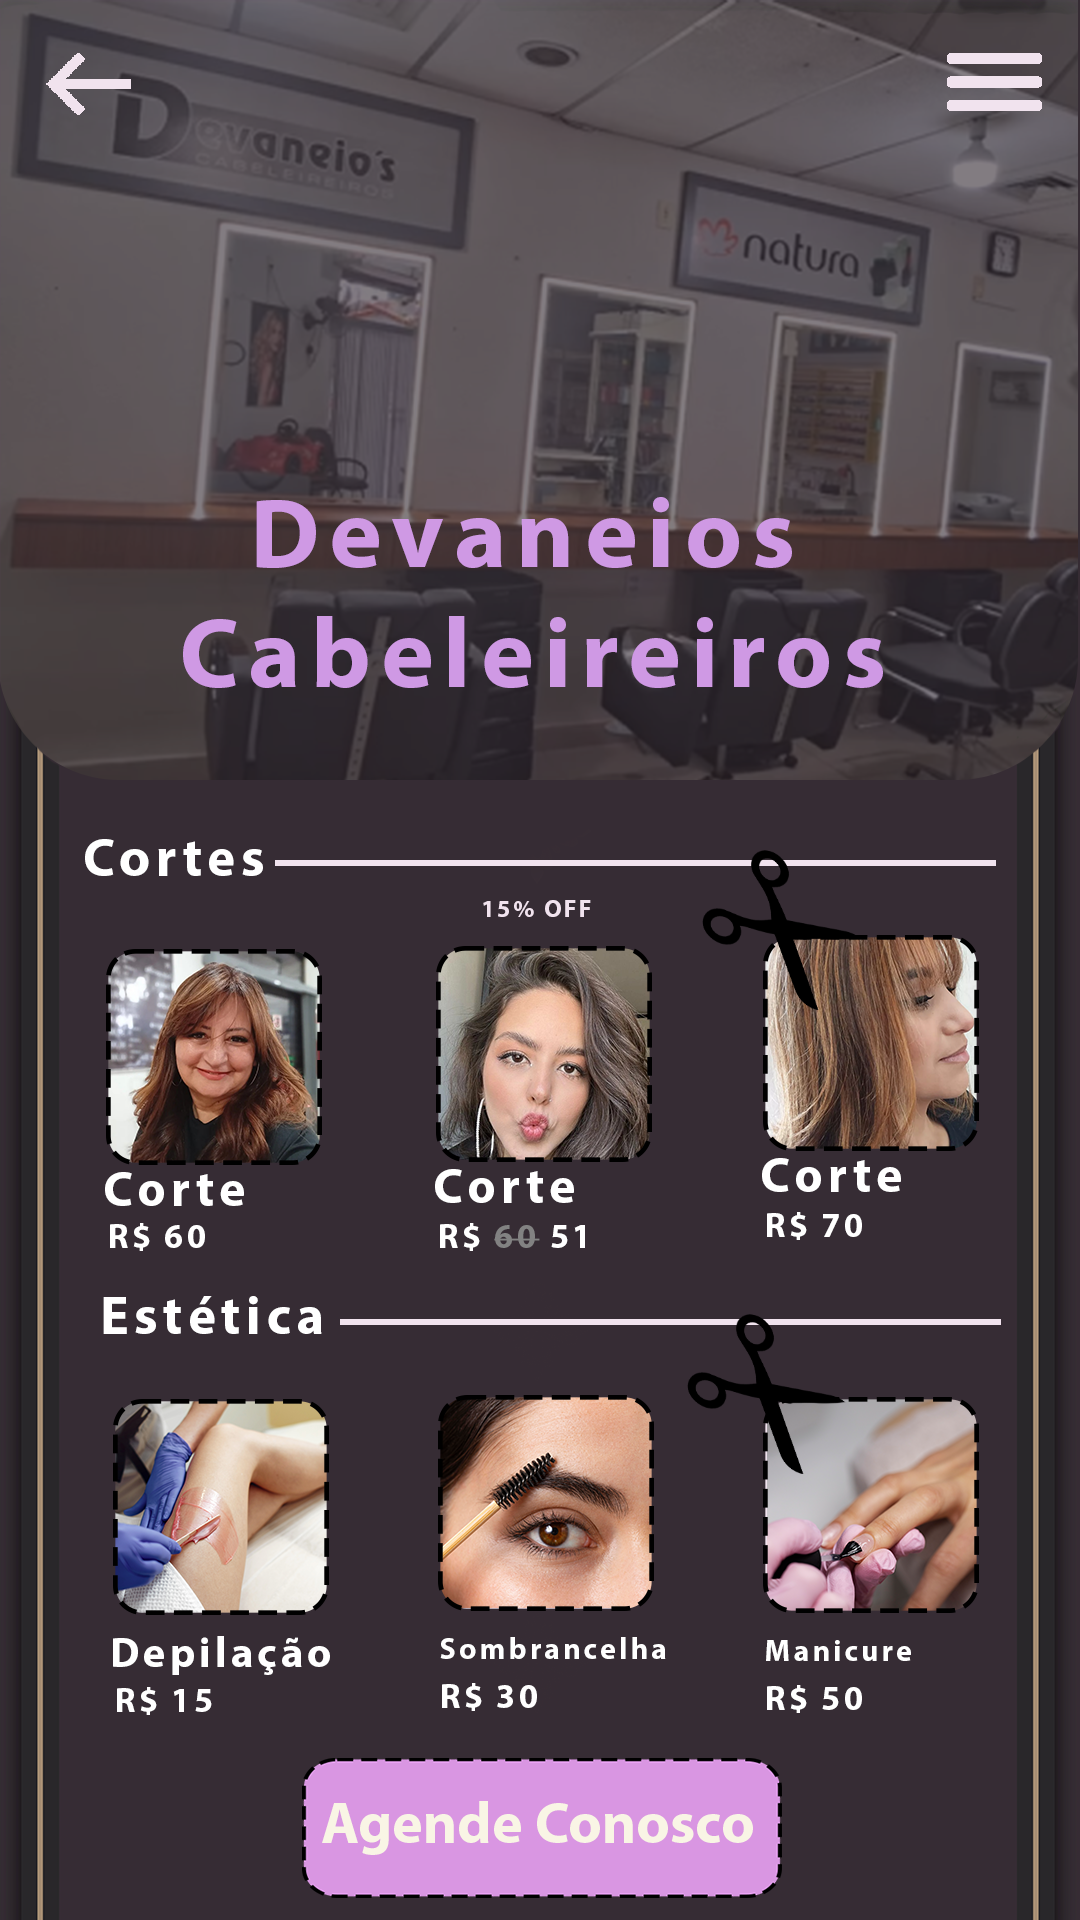 Devaneio's
CABELEIREIROS
natura
Devaneios
Cabeleireiros
Cortes
15% OFF
Corte
R$ 60
Corte
R$ 60 51
Corte
R$ 70
Estética
Depilação
R$ 15
Sombrancelha
R$ 30
Manicure
R$ 50
Agende Conosco